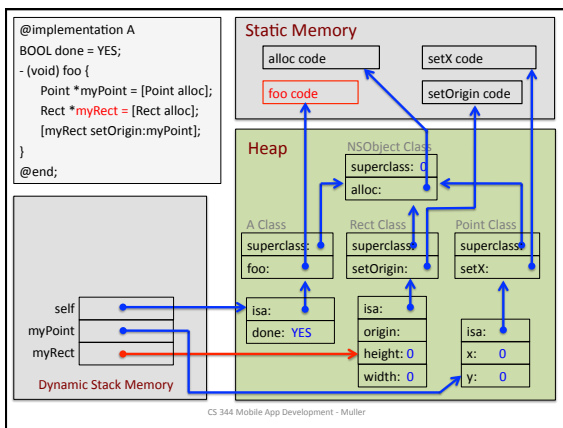 @implementation A
BOOL done = YES;
- (void) foo {
Point *myPoint = [Point alloc];
Rect *myRect = [Rect alloc];
[myRect setOrigin:myPoint];
}
@end;
Static Memory
alloc code
setX code
foo code
setOrigin code
Heap
NSObject Class
superclass: 0
alloc:
A Class
superclass:
foo:
Rect Class
superclass:
setOrigin:
Point Class
superclass:
setX:
self
myPoint
myRect
Dynamic Stack Memory
isa:
done: YES
isa:
origin:
height: 0
width: 0
isa:
x: 0
y: 0
CS 344 Mobile App Development - Muller